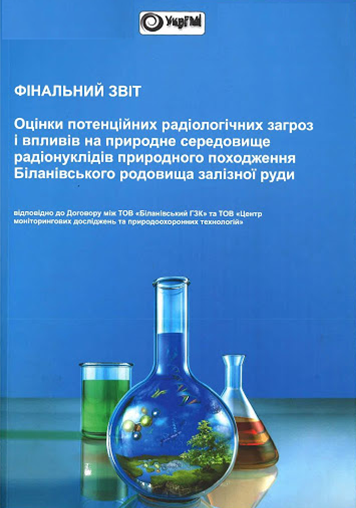 УкрГМІ
ФІНАЛЬНИЙ ЗВІТ
Оцінки потенційних радіологічних загроз
і впливів на природне середовище
радіонуклідів природного походження
Біланівського родовища залізної руди
відповідно до Договору між ТОВ «Біланівський ГЗК» та ТОВ «Центр
моніторингових досліджень та природоохоронних технологій»